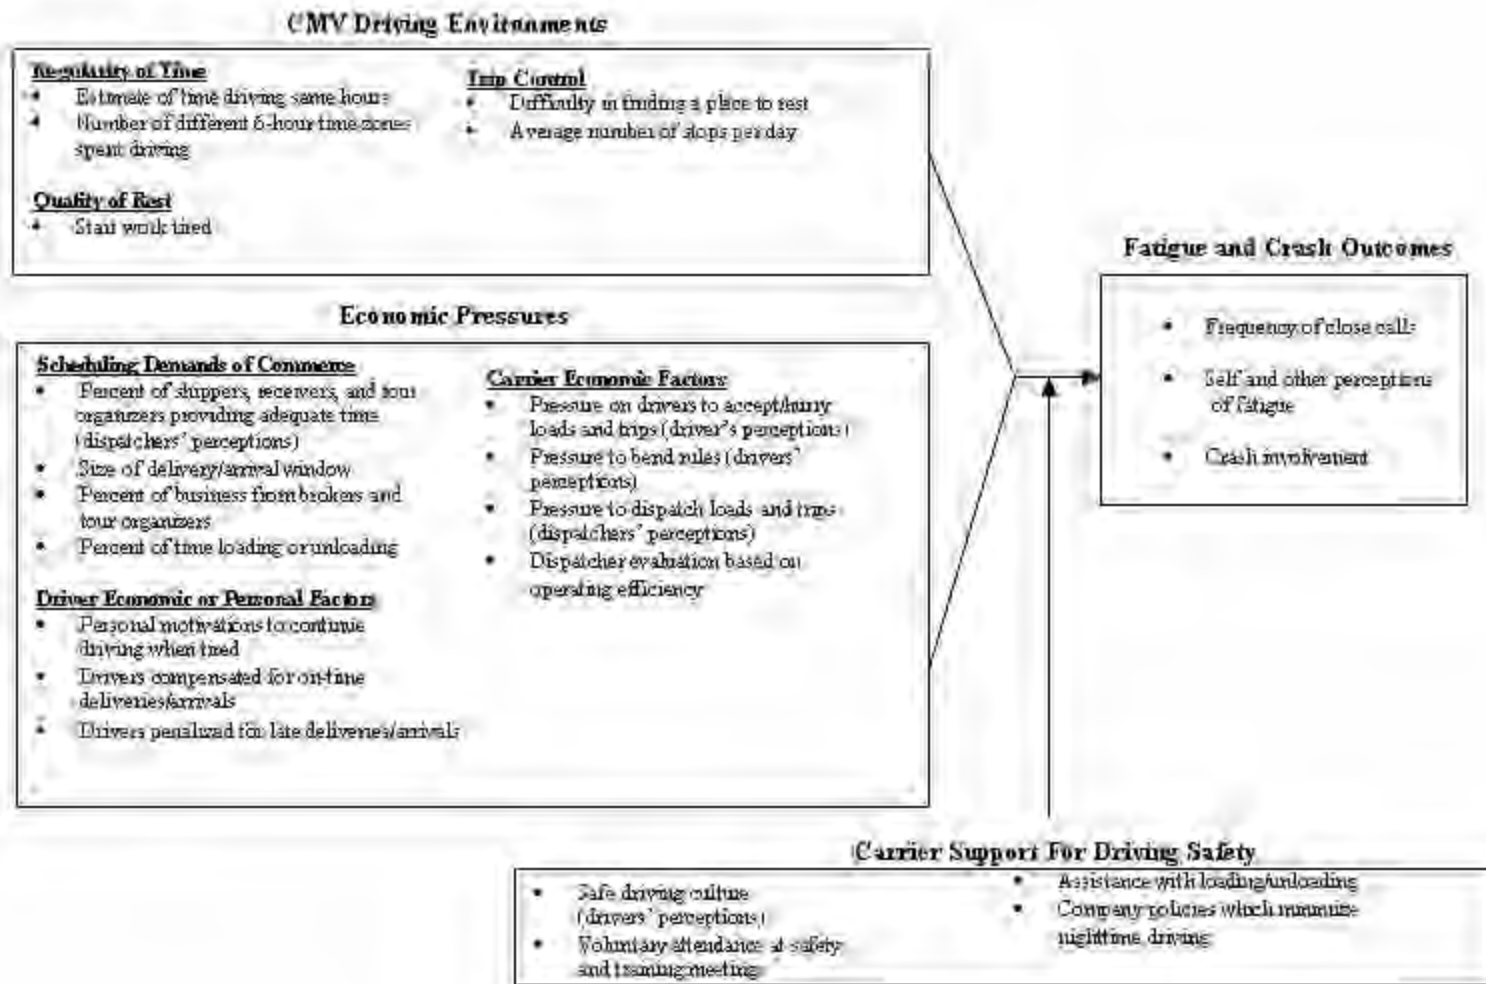 CMV Driving Environments
Regularity of Time
• Estimate of time driving same hours
• Number of different 6-hour time zones
spent driving
Quality of Rest
• Start work tired
Trip Control
• Difficulty in finding a place to rest
• Average number of stops per day
Economic Pressures
Scheduling Demands of Commerce
• Percent of shippers, receivers, and tour
organizers providing adequate time
(dispatchers' perceptions)
• Size of delivery/arrival window
• Percent of business from brokers and
tour organizers
• Percent of time loading or unloading
Driver Economic or Personal Factors
• Personal motivations to continue
driving when tired
• Drivers compensated for on-time
deliveries/arrivals
• Drivers penalized for late deliveries/arrivals
Carrier Economic Factors
• Pressure on drivers to accept/hurry
loads and trips (driver's perceptions)
• Pressure to bend rules (drivers'
perceptions)
• Pressure to dispatch loads and trips
(dispatchers' perceptions)
• Dispatcher evaluation based on
operating efficiency
Fatigue and Crash Outcomes
• Frequency of close calls
• Self and other perceptions
of fatigue
• Crash involvement
Carrier Support For Driving Safety
• Safe driving culture
(drivers' perceptions)
• Voluntary attendance at safety
and training meetings
• Assistance with loading/unloading
• Company policies which minimize
nighttime driving